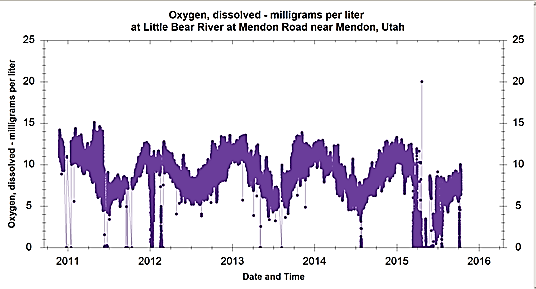 Oxygen, dissolved - milligrams per liter
at Little Bear River at Mendon Road near Mendon, Utah
Oxygen, dissolved - milligrams per liter
25 25
20 20
15 15
10 10
5 5
0 0
2011 2012 2013 2014 2015 2016
Date and Time